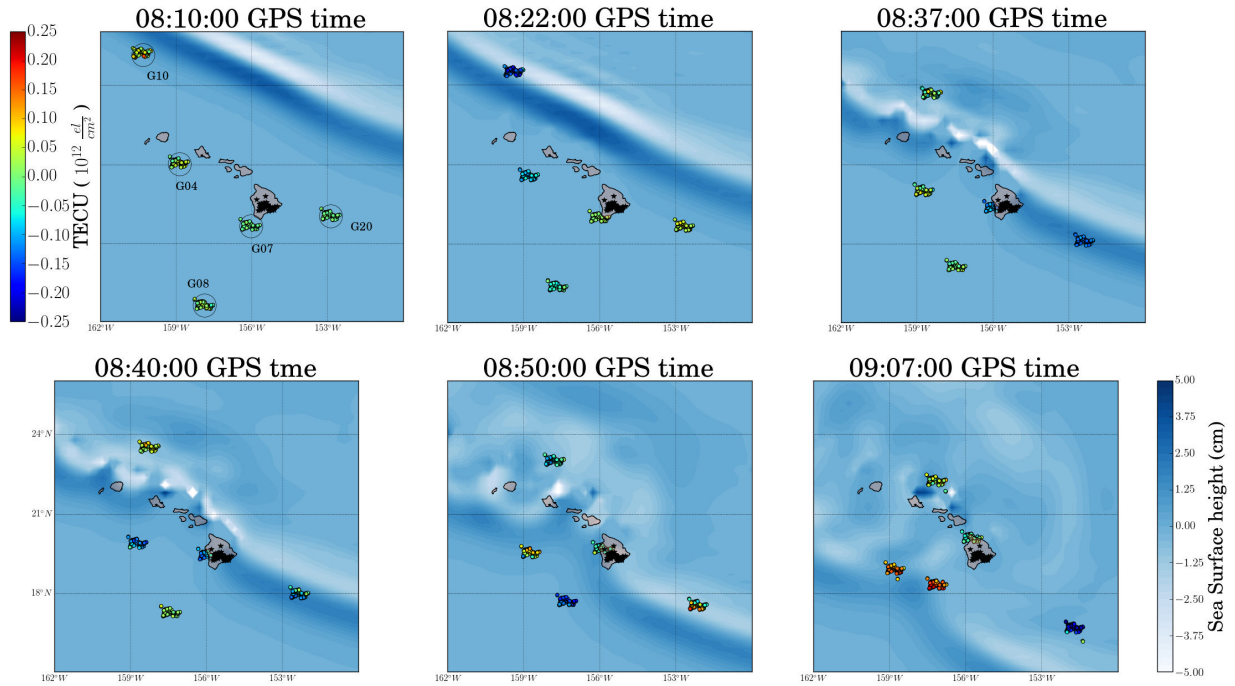 08:10:00 GPS time
08:22:00 GPS time
08:37:00 GPS time
0.25
0.20
0.15
0.10
0.05
0.00
−0.05
−0.10
−0.15
−0.20
−0.25
TECU ( 10^12 el/cm^2 )
G10
G04
G20
G07
G08
162°W 159°W 156°W 153°W
162°W 159°W 156°W 153°W
162°W 159°W 156°W 153°W
08:40:00 GPS tme
08:50:00 GPS time
09:07:00 GPS time
24°N
21°N
18°N
162°W 159°W 156°W 153°W
162°W 159°W 156°W 153°W
162°W 159°W 156°W 153°W
5.00
3.75
2.50
1.25
0.00
−1.25
−2.50
−3.75
−5.00
Sea Surface height (cm)